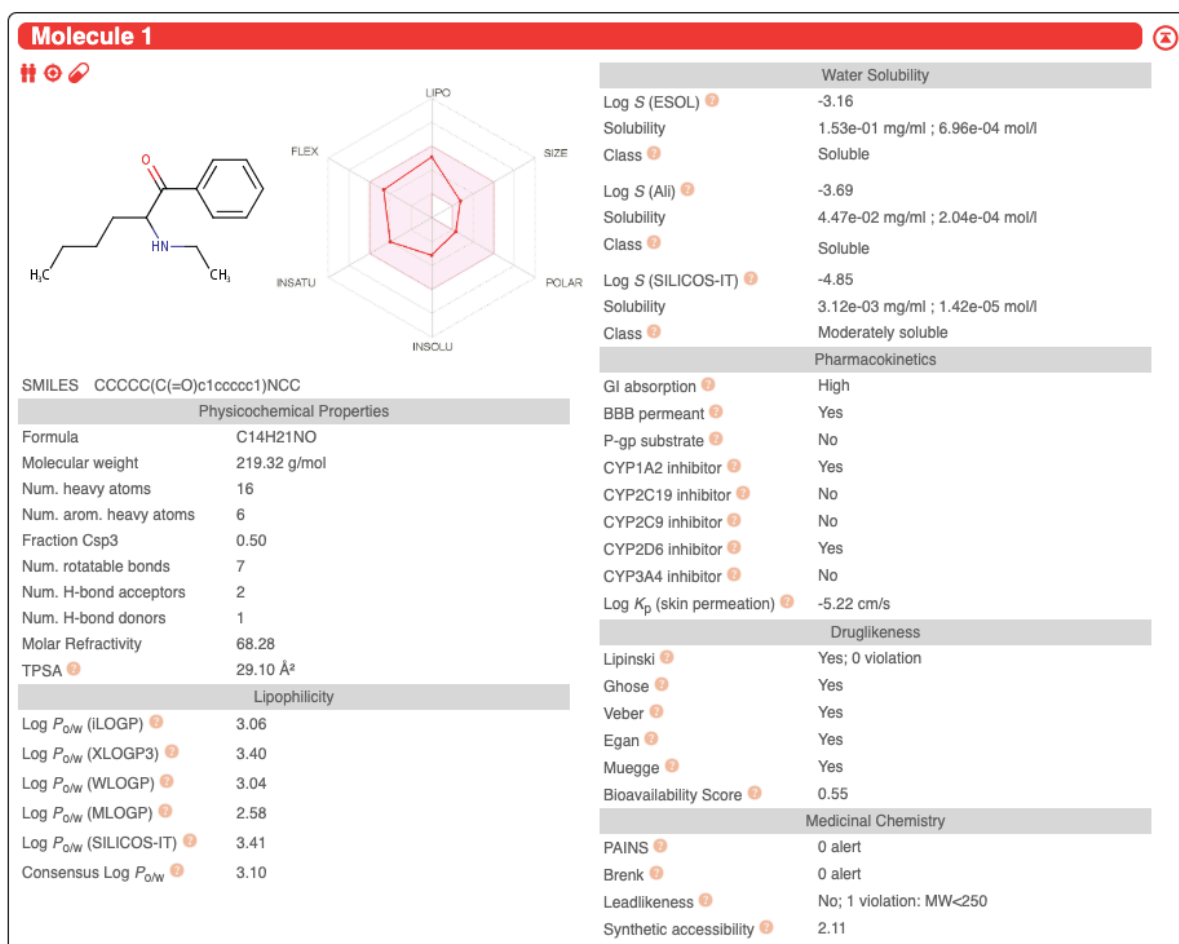 Molecule 1
LIPO
FLEX
SIZE
O
HN
H₃C
CH₃
INSATU
POLAR
INSOLU
SMILES CCCCC(C(=O)c1ccccc1)NCC
Physicochemical Properties
Formula C14H21NO
Molecular weight 219.32 g/mol
Num. heavy atoms 16
Num. arom. heavy atoms 6
Fraction Csp3 0.50
Num. rotatable bonds 7
Num. H-bond acceptors 2
Num. H-bond donors 1
Molar Refractivity 68.28
TPSA ? 29.10 Å²
Lipophilicity
Log Po/w (iLOGP) ? 3.06
Log Po/w (XLOGP3) ? 3.40
Log Po/w (WLOGP) ? 3.04
Log Po/w (MLOGP) ? 2.58
Log Po/w (SILICOS-IT) ? 3.41
Consensus Log Po/w ? 3.10
Water Solubility
Log S (ESOL) ? -3.16
Solubility 1.53e-01 mg/ml ; 6.96e-04 mol/l
Class ? Soluble
Log S (Ali) ? -3.69
Solubility 4.47e-02 mg/ml ; 2.04e-04 mol/l
Class ? Soluble
Log S (SILICOS-IT) ? -4.85
Solubility 3.12e-03 mg/ml ; 1.42e-05 mol/l
Class ? Moderately soluble
Pharmacokinetics
GI absorption ? High
BBB permeant ? Yes
P-gp substrate ? No
CYP1A2 inhibitor ? Yes
CYP2C19 inhibitor ? No
CYP2C9 inhibitor ? No
CYP2D6 inhibitor ? Yes
CYP3A4 inhibitor ? No
Log Kp (skin permeation) ? -5.22 cm/s
Druglikeness
Lipinski ? Yes; 0 violation
Ghose ? Yes
Veber ? Yes
Egan ? Yes
Muegge ? Yes
Bioavailability Score ? 0.55
Medicinal Chemistry
PAINS ? 0 alert
Brenk ? 0 alert
Leadlikeness ? No; 1 violation: MW<250
Synthetic accessibility ? 2.11